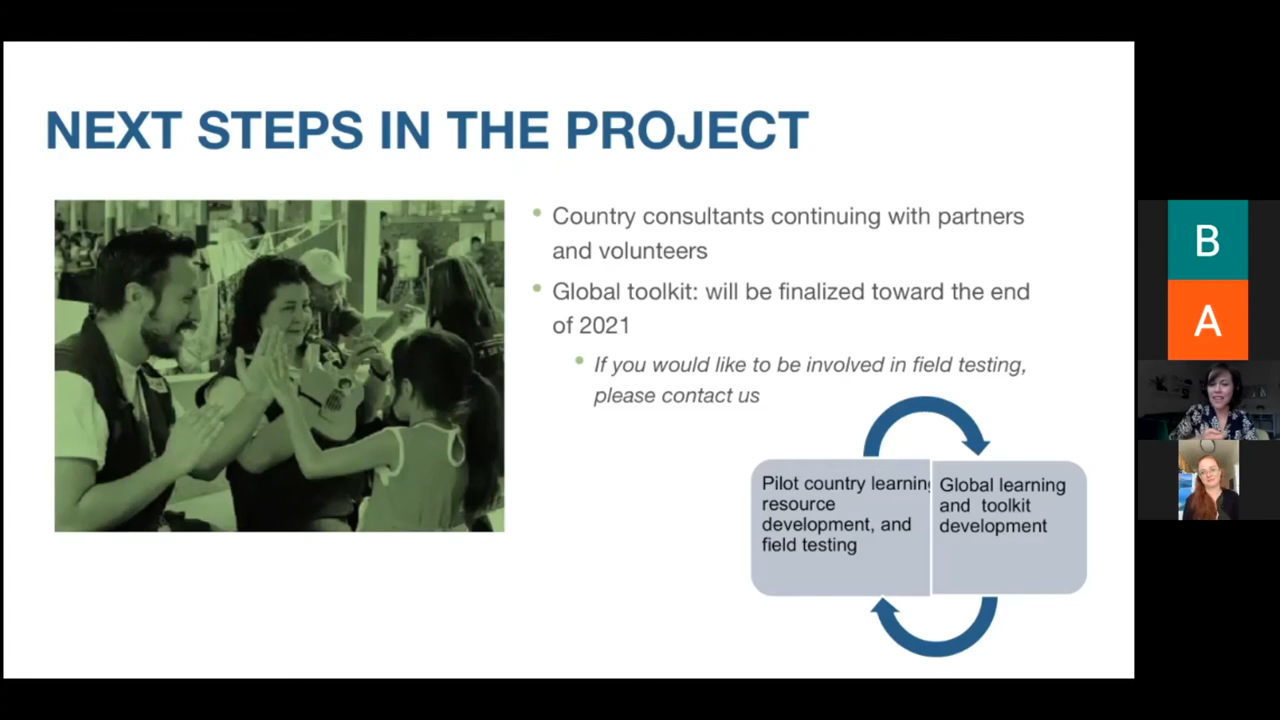 NEXT STEPS IN THE PROJECT
Country consultants continuing with partners
and volunteers
Global toolkit: will be finalized toward the end
of 2021
If you would like to be involved in field testing,
please contact us
Pilot country learning
resource
development, and
field testing
Global learning
and toolkit
development
B
A